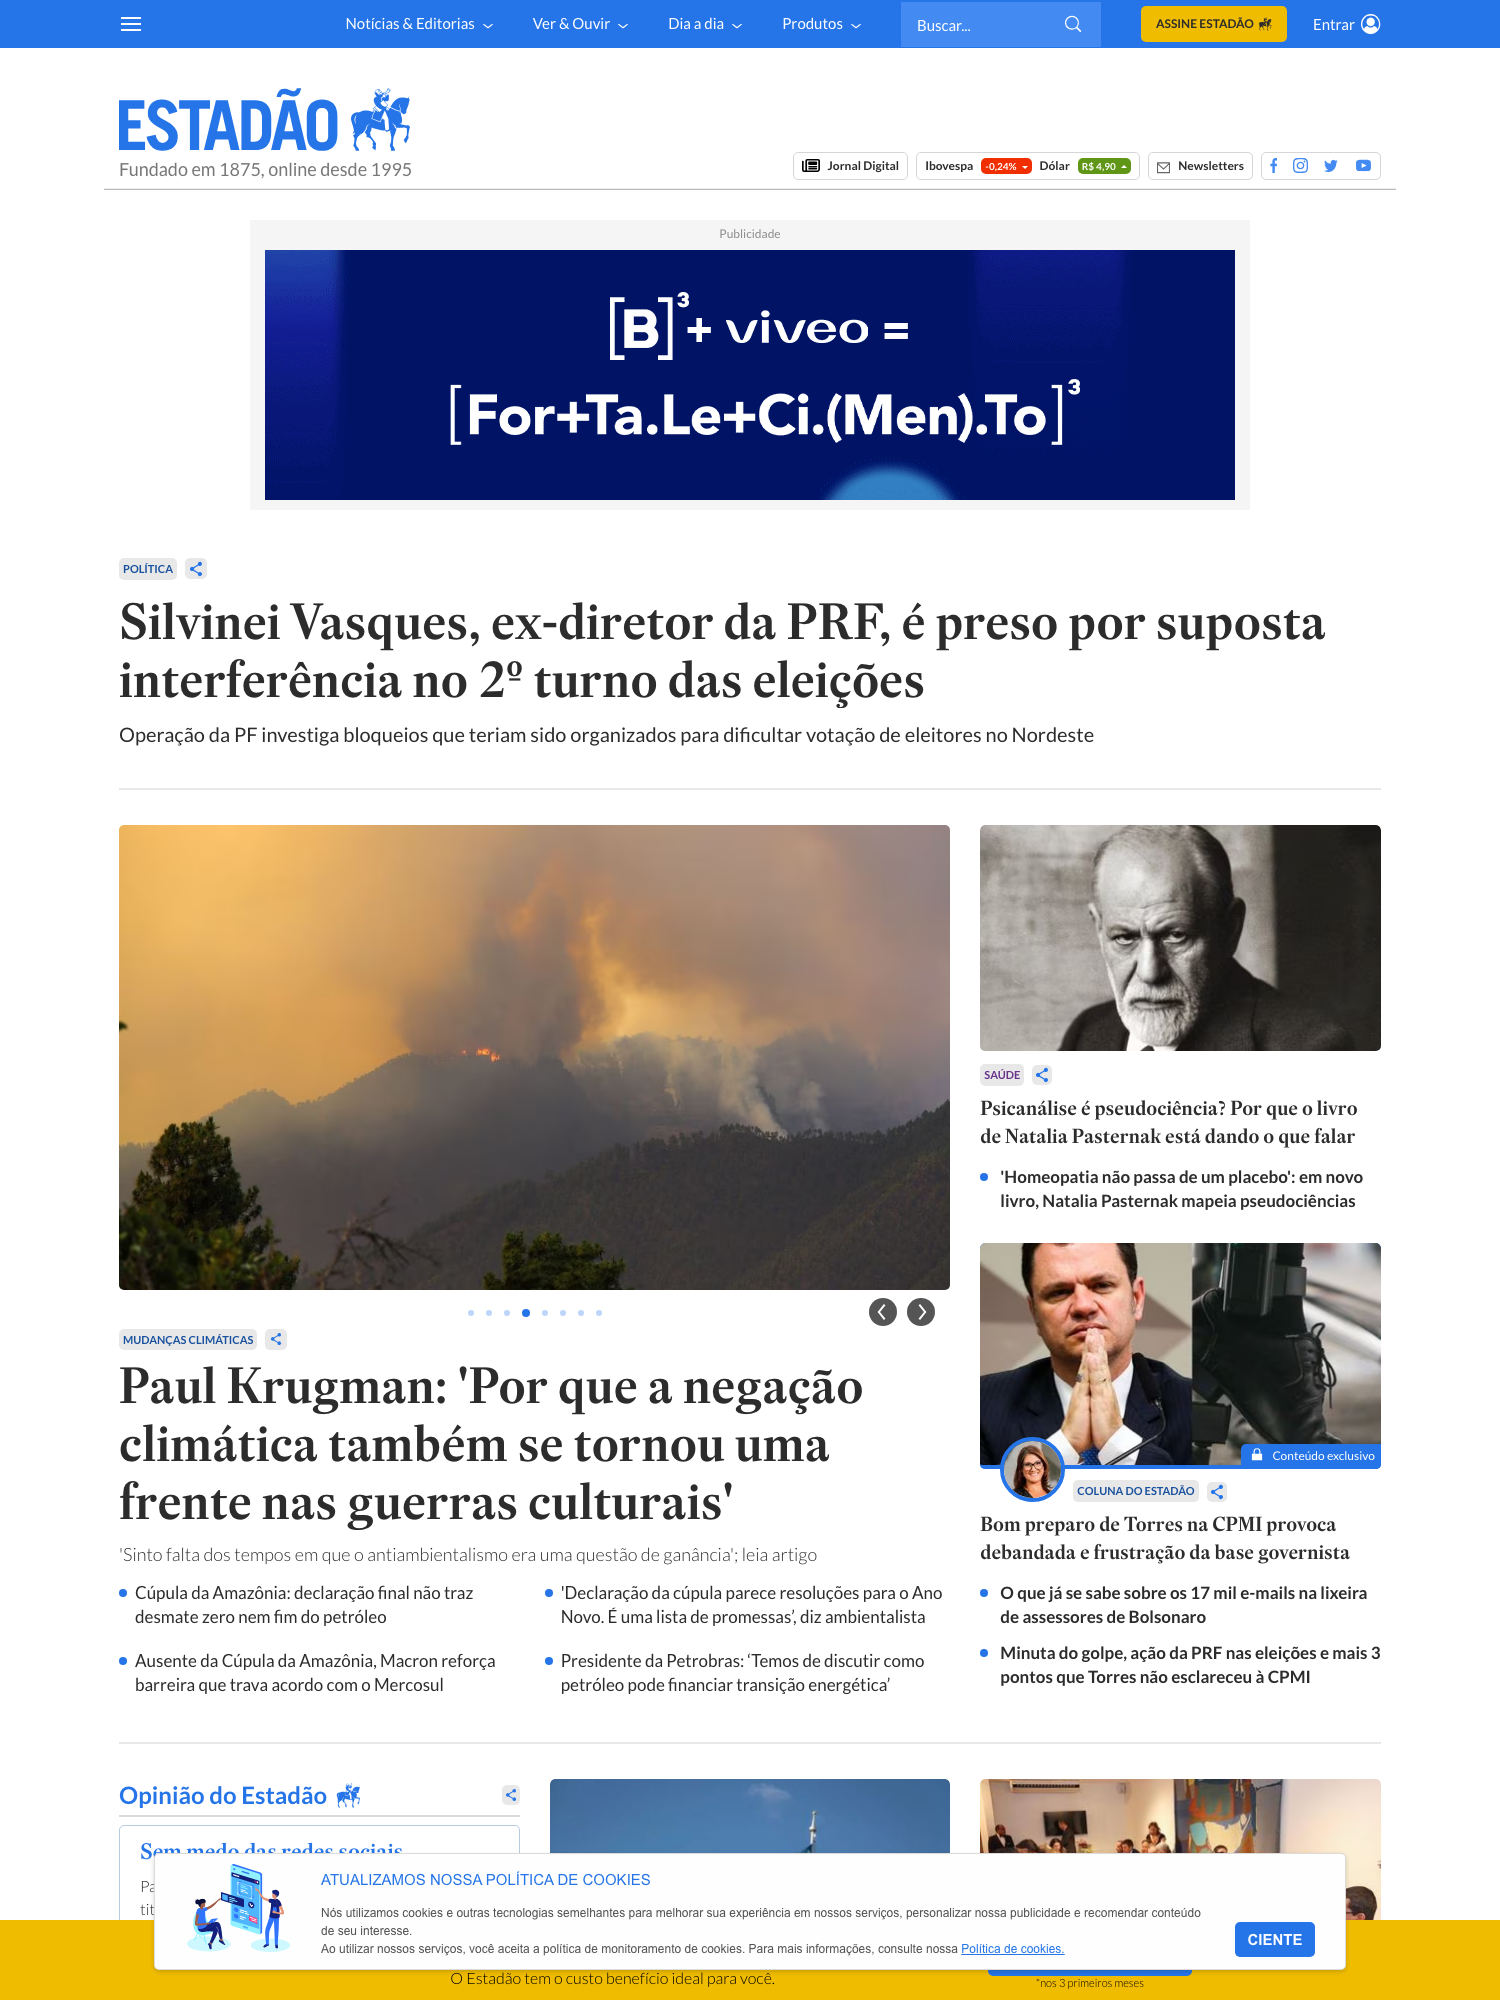 Notícias & Editorias
Ver & Ouvir
Dia a dia
Produtos
Buscar...
ASSINE ESTADÃO
Entrar
ESTADÃO
Fundado em 1875, online desde 1995
Jornal Digital
Ibovespa -0,24% Dólar R$ 4,90
Newsletters
Publicidade
[B]³+ viveo =
[For+Ta.Le+Ci.(Men).To]³
POLÍTICA
Silvinei Vasques, ex-diretor da PRF, é preso por suposta
interferência no 2º turno das eleições
Operação da PF investiga bloqueios que teriam sido organizados para dificultar votação de eleitores no Nordeste
MUDANÇAS CLIMÁTICAS
Paul Krugman: 'Por que a negação
climática também se tornou uma
frente nas guerras culturais'
'Sinto falta dos tempos em que o antiambientalismo era uma questão de ganância'; leia artigo
Cúpula da Amazônia: declaração final não traz
desmate zero nem fim do petróleo
'Declaração da cúpula parece resoluções para o Ano
Novo. É uma lista de promessas’, diz ambientalista
Ausente da Cúpula da Amazônia, Macron reforça
barreira que trava acordo com o Mercosul
Presidente da Petrobras: ‘Temos de discutir como
petróleo pode financiar transição energética’
SAÚDE
Psicanálise é pseudociência? Por que o livro
de Natalia Pasternak está dando o que falar
'Homeopatia não passa de um placebo': em novo
livro, Natalia Pasternak mapeia pseudociências
Conteúdo exclusivo
COLUNA DO ESTADÃO
Bom preparo de Torres na CPMI provoca
debandada e frustração da base governista
O que já se sabe sobre os 17 mil e-mails na lixeira
de assessores de Bolsonaro
Minuta do golpe, ação da PRF nas eleições e mais 3
pontos que Torres não esclareceu à CPMI
Opinião do Estadão
Sem medo das redes sociais
ATUALIZAMOS NOSSA POLÍTICA DE COOKIES
Nós utilizamos cookies e outras tecnologias semelhantes para melhorar sua experiência em nossos serviços, personalizar nossa publicidade e recomendar conteúdo
de seu interesse.
Ao utilizar nossos serviços, você aceita a política de monitoramento de cookies. Para mais informações, consulte nossa Política de cookies.
CIENTE
O Estadão tem o custo benefício ideal para você.
*nos 3 primeiros meses